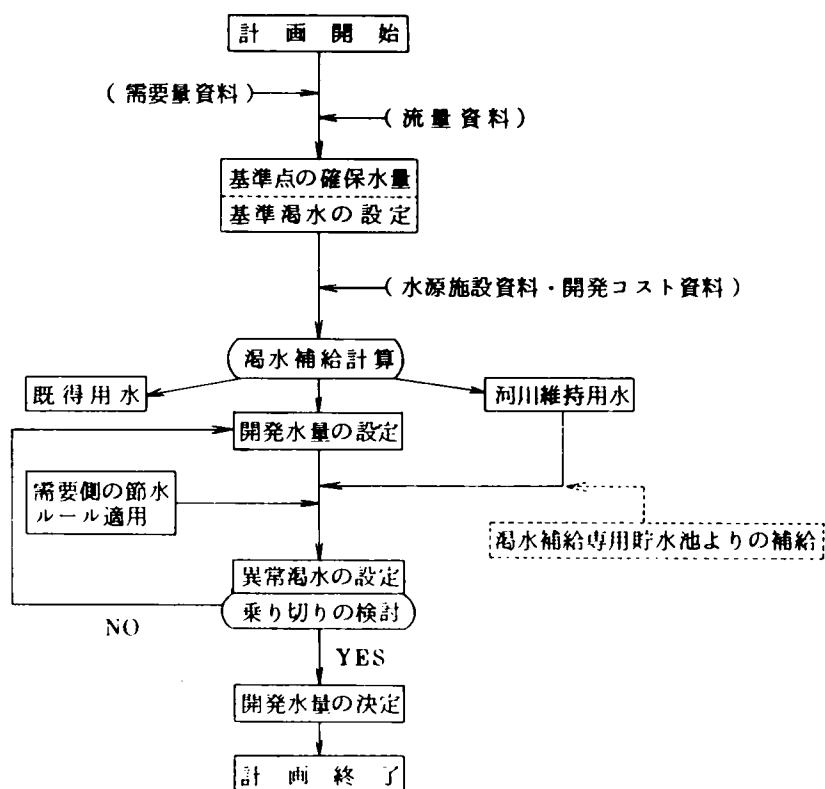 計画開始
(需要量資料)
(流量資料)
基準点の確保水量
基準渇水の設定
(水源施設資料・開発コスト資料)
渇水補給計算
既得用水
河川維持用水
開発水量の設定
需要側の節水
ルール適用
渇水補給専用貯水池よりの補給
異常渇水の設定
乗り切りの検討
NO
YES
開発水量の決定
計画終了